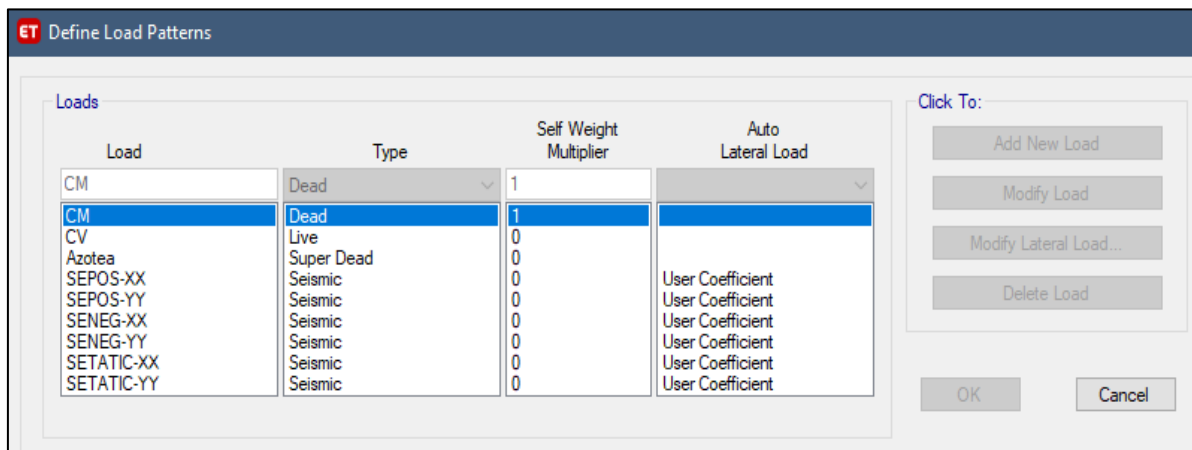 ET Define Load Patterns
Loads
Click To:
Load Type Self Weight Multiplier Auto Lateral Load
CM Dead 1
CM Dead 1
CV Live 0
Azotea Super Dead 0
SEPOS-XX Seismic 0 User Coefficient
SEPOS-YY Seismic 0 User Coefficient
SENEG-XX Seismic 0 User Coefficient
SENEG-YY Seismic 0 User Coefficient
SETATIC-XX Seismic 0 User Coefficient
SETATIC-YY Seismic 0 User Coefficient
Add New Load
Modify Load
Modify Lateral Load...
Delete Load
OK Cancel